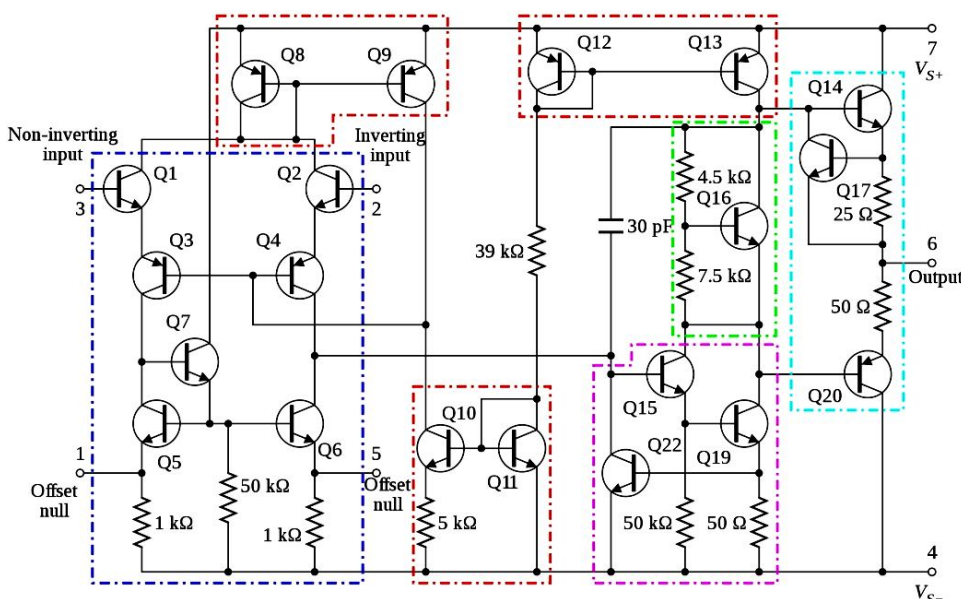 Q8
Q9
Q12
Q13
7
V_S+
Q14
Non-inverting
input
Inverting
input
Q1
Q2
3
2
Q17
25 Ω
4.5 kΩ
Q16
30 pF
Q3
Q4
39 kΩ
7.5 kΩ
6
Output
50 Ω
Q7
Q10
Q15
Q20
1
Q5
Q6
5
Q11
Q22
Q19
Offset
null
Offset
null
50 kΩ
1 kΩ
1 kΩ
5 kΩ
50 kΩ
50 Ω
4
V_S−